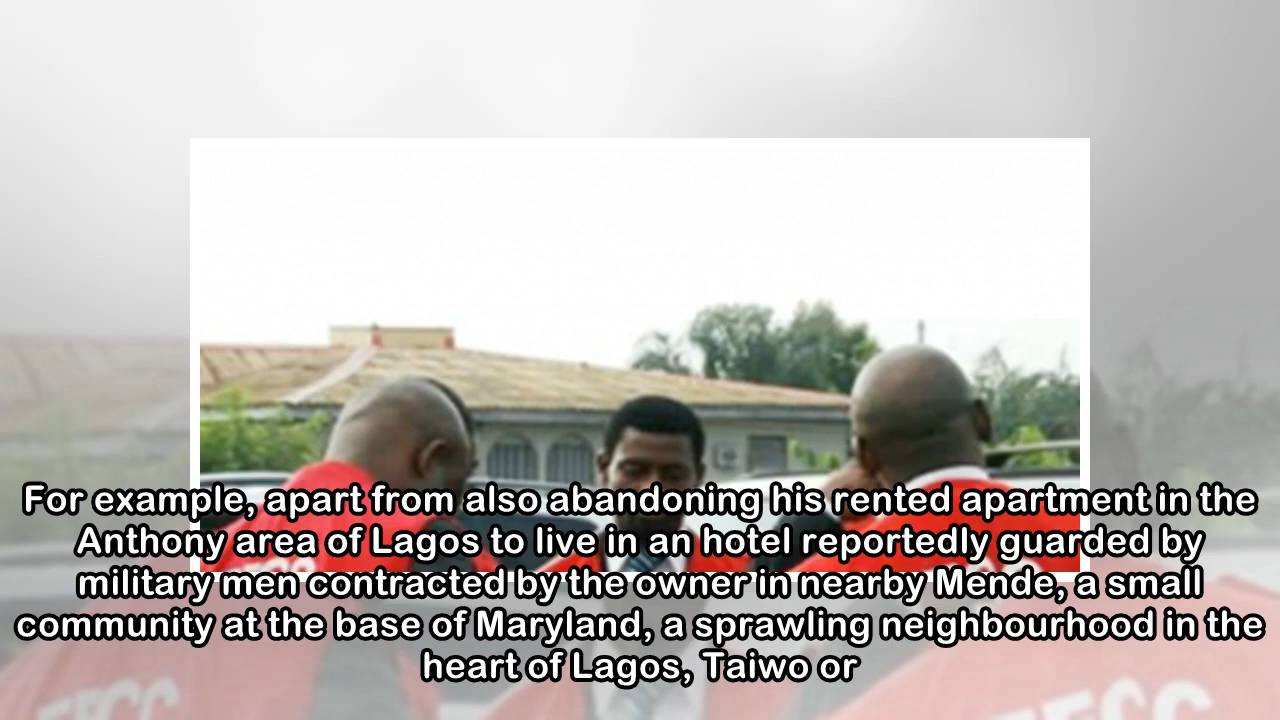 For example, apart from also abandoning his rented apartment in the
Anthony area of Lagos to live in an hotel reportedly guarded by
military men contracted by the owner in nearby Mende, a small
community at the base of Maryland, a sprawling neighbourhood in the
heart of Lagos, Taiwo or
EFCC
EFCC